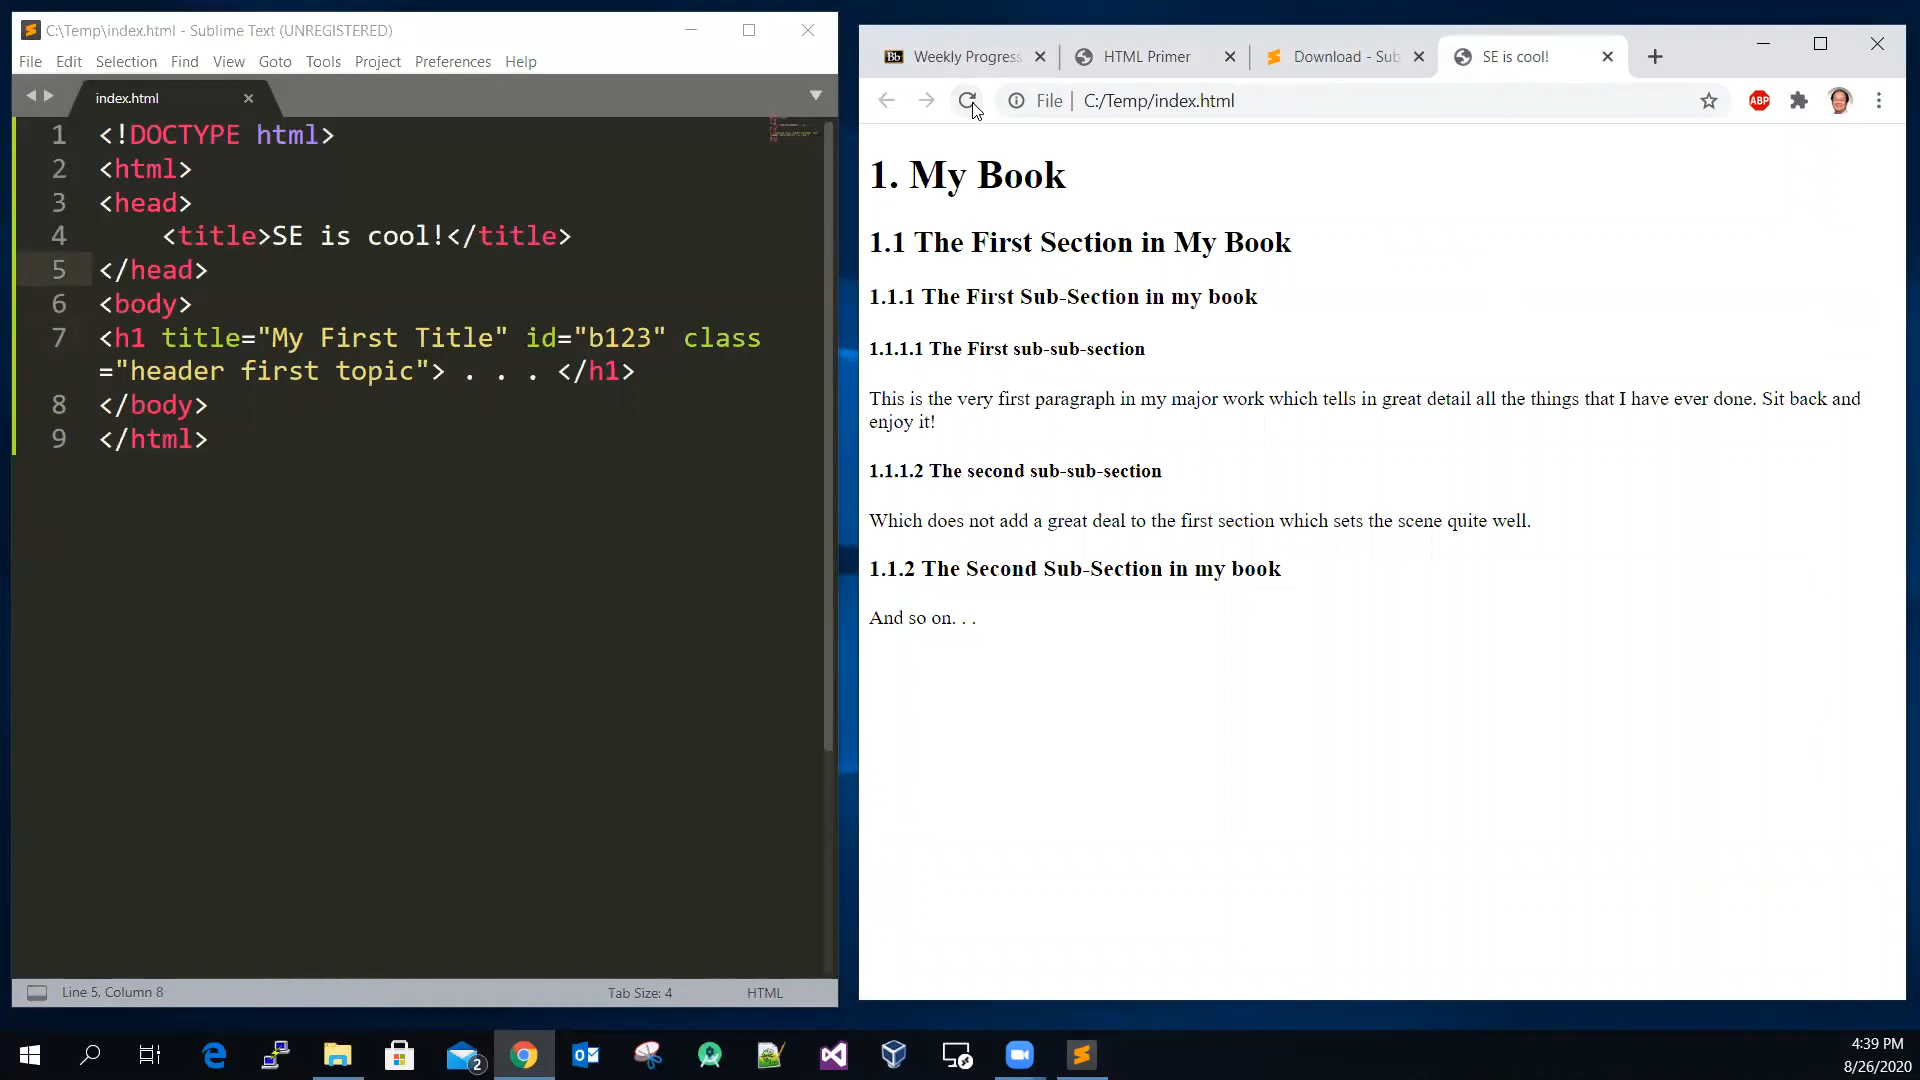 C:\Temp\index.html - Sublime Text (UNREGISTERED)
File Edit Selection Find View Goto Tools Project Preferences Help
index.html
1 <!DOCTYPE html>
2 <html>
3 <head>
4 <title>SE is cool!</title>
5 </head>
6 <body>
7 <h1 title="My First Title" id="b123" class
="header first topic"> . . . </h1>
8 </body>
9 </html>
Line 5, Column 8 Tab Size: 4 HTML
Bb Weekly Progress HTML Primer Download - Sub SE is cool!
File C:/Temp/index.html ABP
1. My Book
1.1 The First Section in My Book
1.1.1 The First Sub-Section in my book
1.1.1.1 The First sub-sub-section
This is the very first paragraph in my major work which tells in great detail all the things that I have ever done. Sit back and
enjoy it!
1.1.1.2 The second sub-sub-section
Which does not add a great deal to the first section which sets the scene quite well.
1.1.2 The Second Sub-Section in my book
And so on. . .
2
4:39 PM
8/26/2020